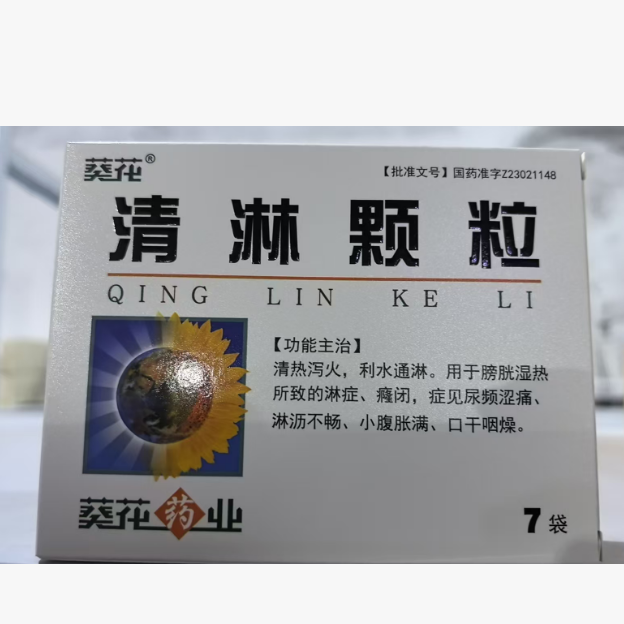 葵花®
【批准文号】国药准字Z23021148
清淋颗粒
QING LIN KE LI
【功能主治】
清热泻火，利水通淋。用于膀胱湿热
所致的淋症、癃闭，症见尿频涩痛、
淋沥不畅、小腹胀满、口干咽燥。
葵花药业
7袋